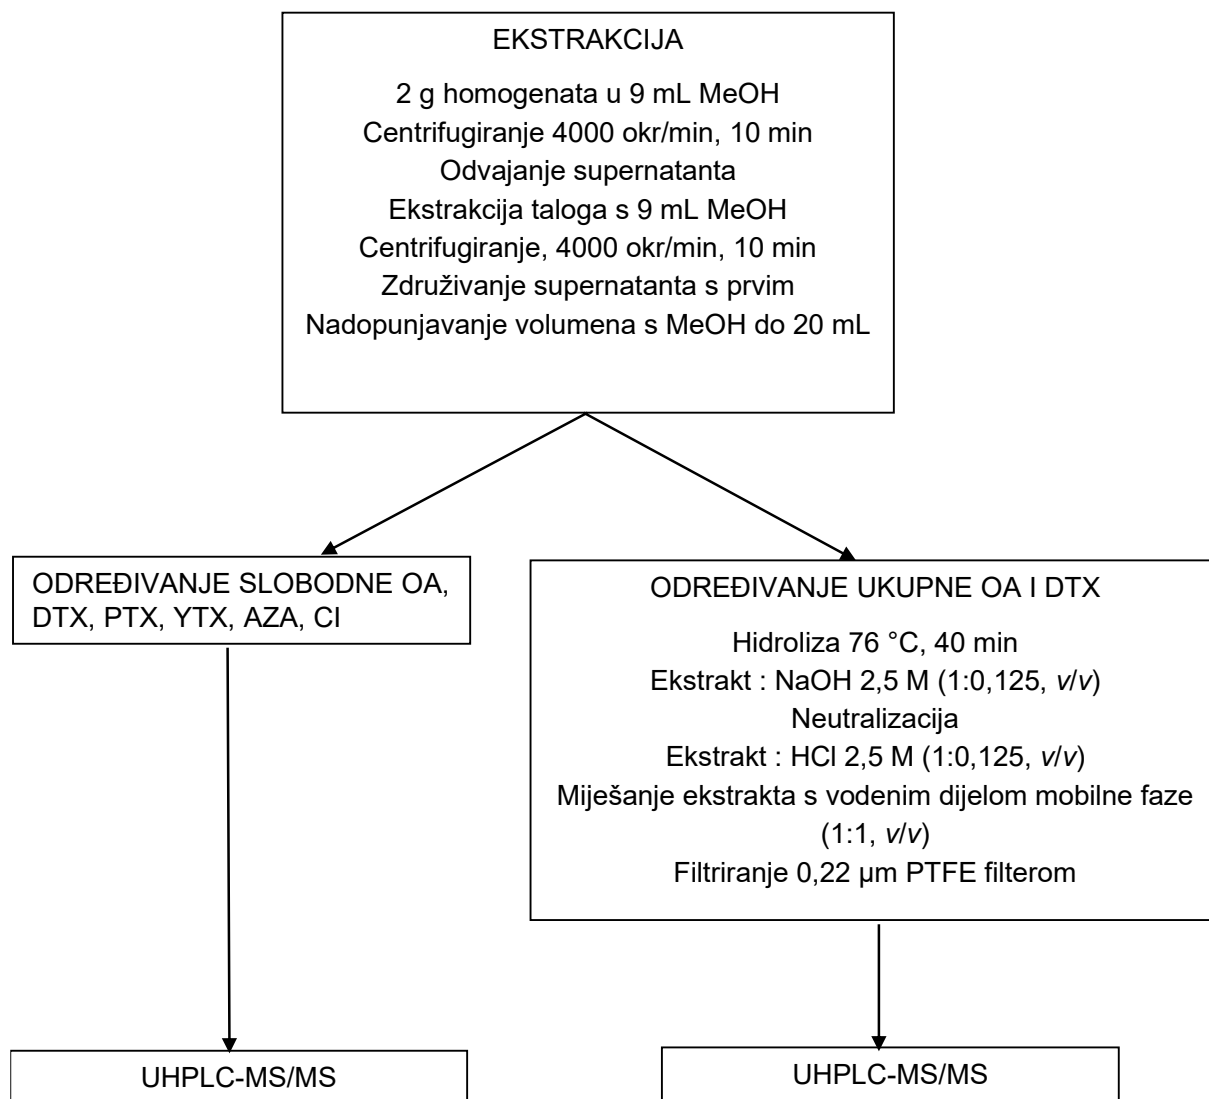 EKSTRAKCIJA
2 g homogenata u 9 mL MeOH
Centrifugiranje 4000 okr/min, 10 min
Odvajanje supernatanta
Ekstrakcija taloga s 9 mL MeOH
Centrifugiranje, 4000 okr/min, 10 min
Združivanje supernatanta s prvim
Nadopunjavanje volumena s MeOH do 20 mL
ODREĐIVANJE SLOBODNE OA,
DTX, PTX, YTX, AZA, CI
ODREĐIVANJE UKUPNE OA I DTX
Hidroliza 76 °C, 40 min
Ekstrakt : NaOH 2,5 M (1:0,125, v/v)
Neutralizacija
Ekstrakt : HCl 2,5 M (1:0,125, v/v)
Miješanje ekstrakta s vodenim dijelom mobilne faze
(1:1, v/v)
Filtriranje 0,22 µm PTFE filterom
UHPLC-MS/MS
UHPLC-MS/MS